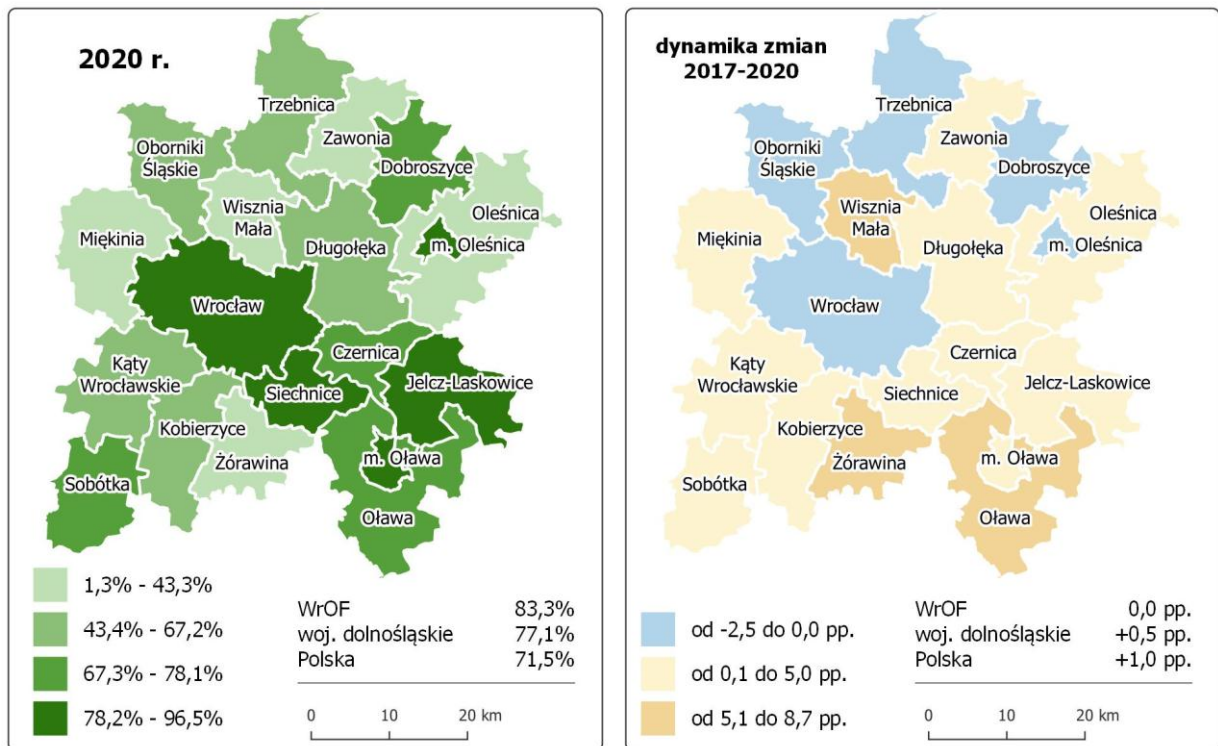 2020 r.
Trzebnica
Zawonia
Oborniki
Śląskie
Dobroszyce
Wisznia
Mała
Oleśnica
Miękinia
Długołęka
m. Oleśnica
Wrocław
Czernica
Kąty
Wrocławskie
Siechnice
Jelcz-Laskowice
Kobierzyce
Żórawina
m. Oława
Sobótka
Oława
1,3% - 43,3%
43,4% - 67,2%
67,3% - 78,1%
78,2% - 96,5%
WrOF 83,3%
woj. dolnośląskie 77,1%
Polska 71,5%
0 10 20 km
dynamika zmian
2017-2020
Trzebnica
Zawonia
Oborniki
Śląskie
Dobroszyce
Wisznia
Mała
Oleśnica
Miękinia
Długołęka
m. Oleśnica
Wrocław
Czernica
Kąty
Wrocławskie
Siechnice
Jelcz-Laskowice
Kobierzyce
Żórawina
m. Oława
Sobótka
Oława
od -2,5 do 0,0 pp.
od 0,1 do 5,0 pp.
od 5,1 do 8,7 pp.
WrOF 0,0 pp.
woj. dolnośląskie +0,5 pp.
Polska +1,0 pp.
0 10 20 km